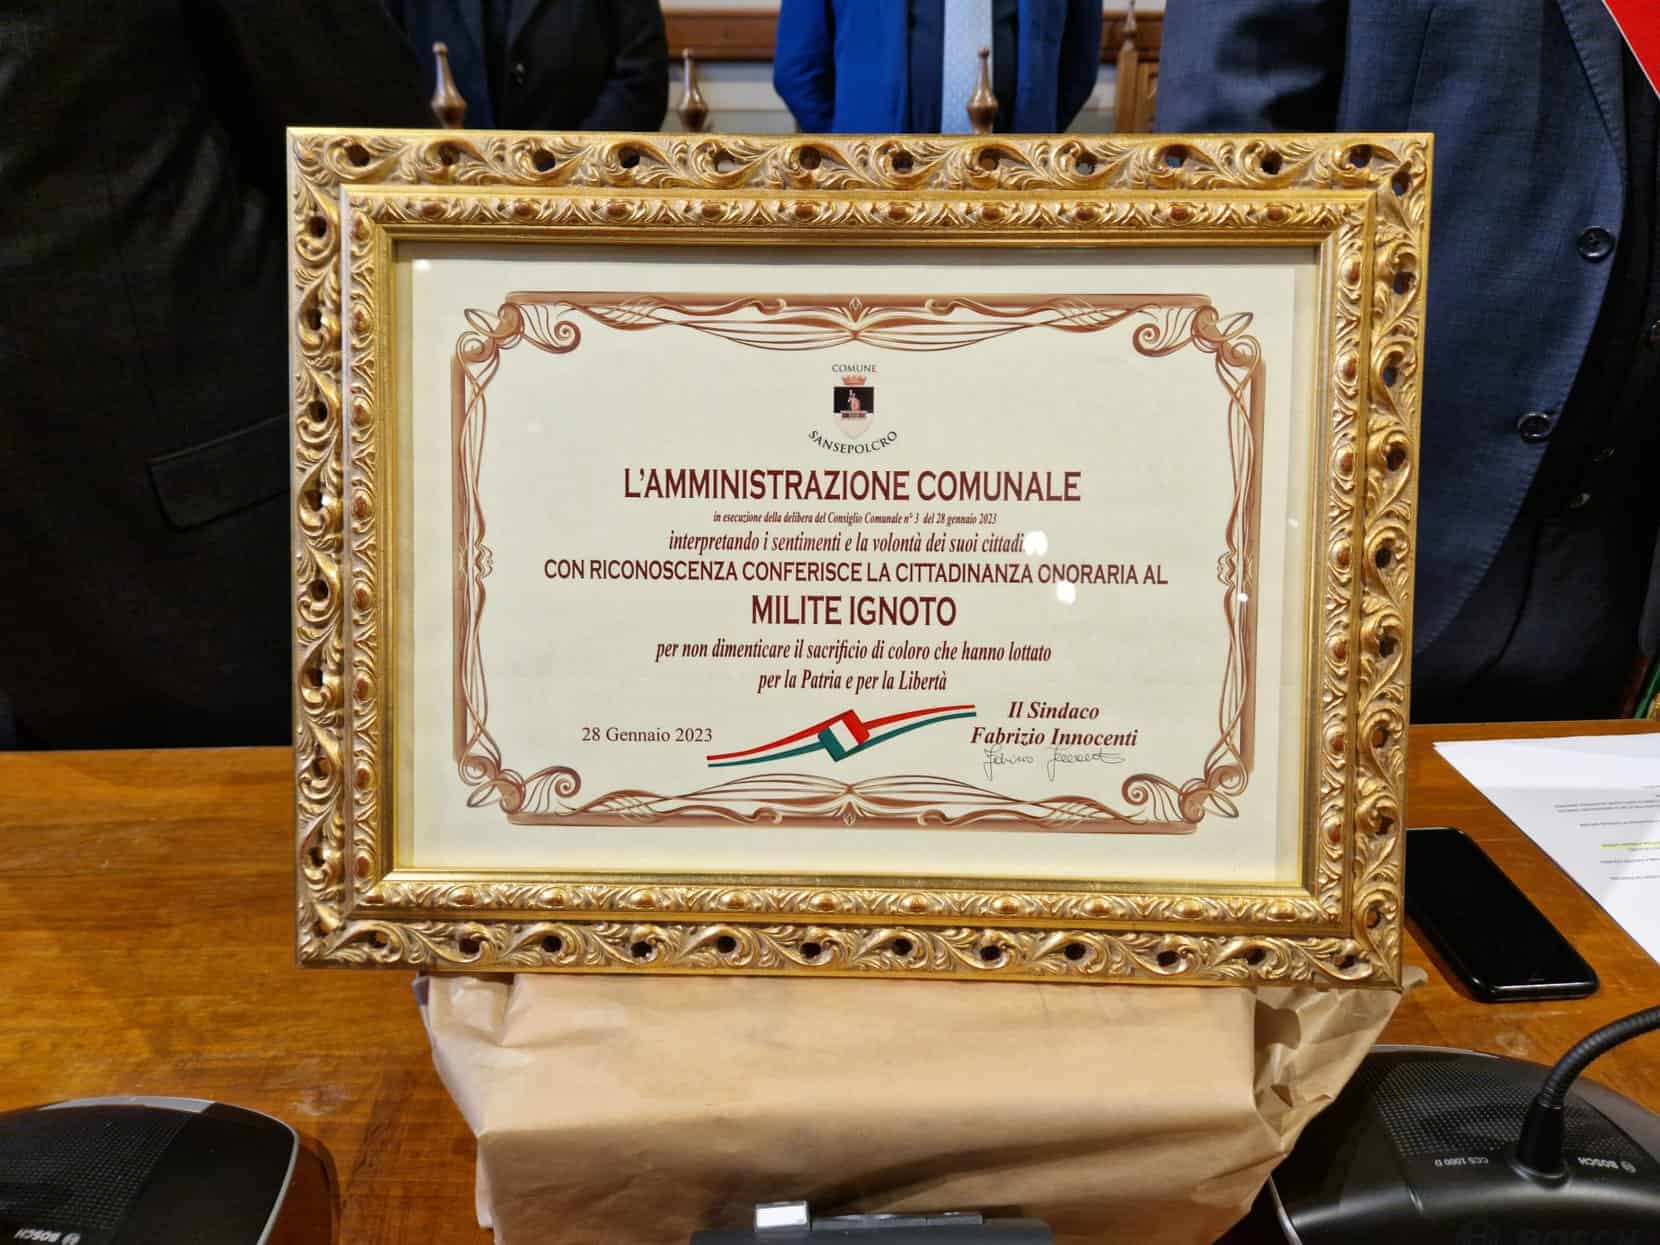 COMUNE
SANSEPOLCRO
L'AMMINISTRAZIONE COMUNALE
in esecuzione della delibera del Consiglio Comunale n° 3 del 28 gennaio 2023
interpretando i sentimenti e la volontà dei suoi
CON RICONOSCENZA CONFERISCE LA CITTADINANZA ONORARIA AL
MILITE IGNOTO
per non dimenticare il sacrificio di coloro che hanno lottato
per la Patria e per la Libertà
28 Gennaio 2023
Il Sindaco
Fabrizio Innocenti
BOSCH
CCS 1000 D
BOSCH